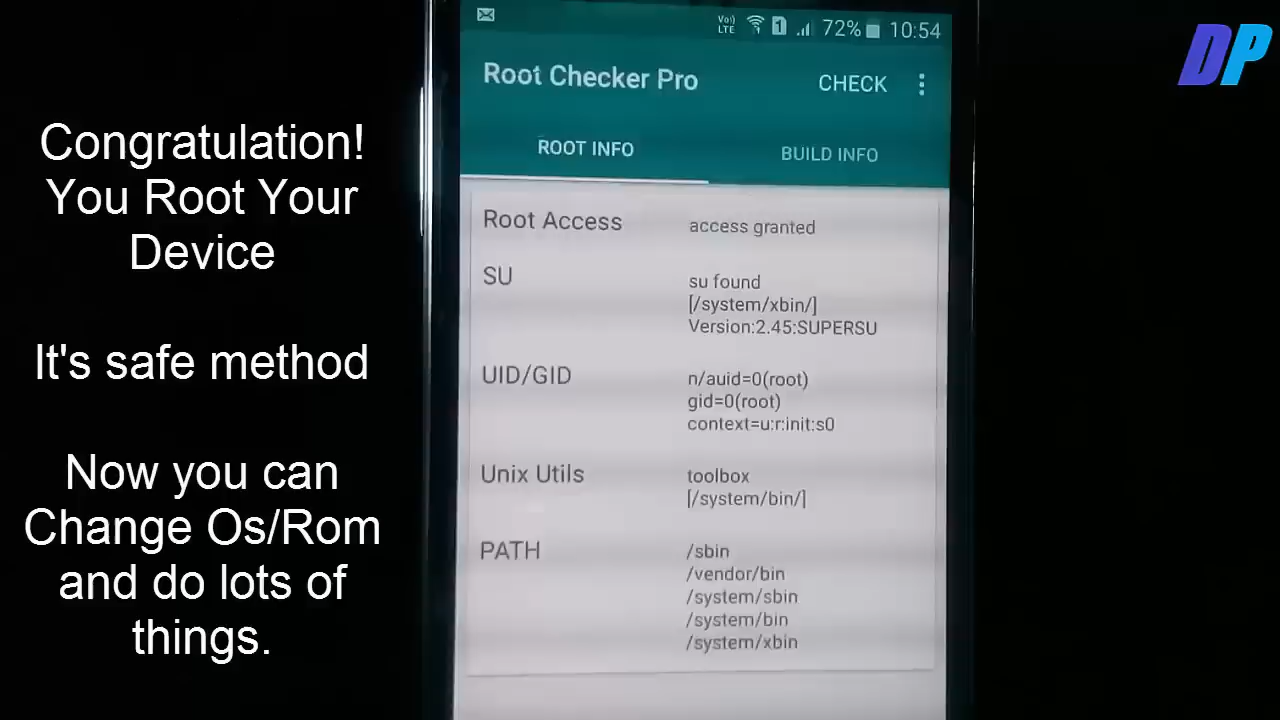 Congratulation!
You Root Your
Device
It's safe method
Now you can
Change Os/Rom
and do lots of
things.
Vo))
LTE
1
72%
10:54
Root Checker Pro
CHECK
ROOT INFO
BUILD INFO
Root Access
access granted
SU
su found
[/system/xbin/]
Version:2.45:SUPERSU
UID/GID
n/auid=0(root)
gid=0(root)
context=u:r:init:s0
Unix Utils
toolbox
[/system/bin/]
PATH
/sbin
/vendor/bin
/system/sbin
/system/bin
/system/xbin
DP